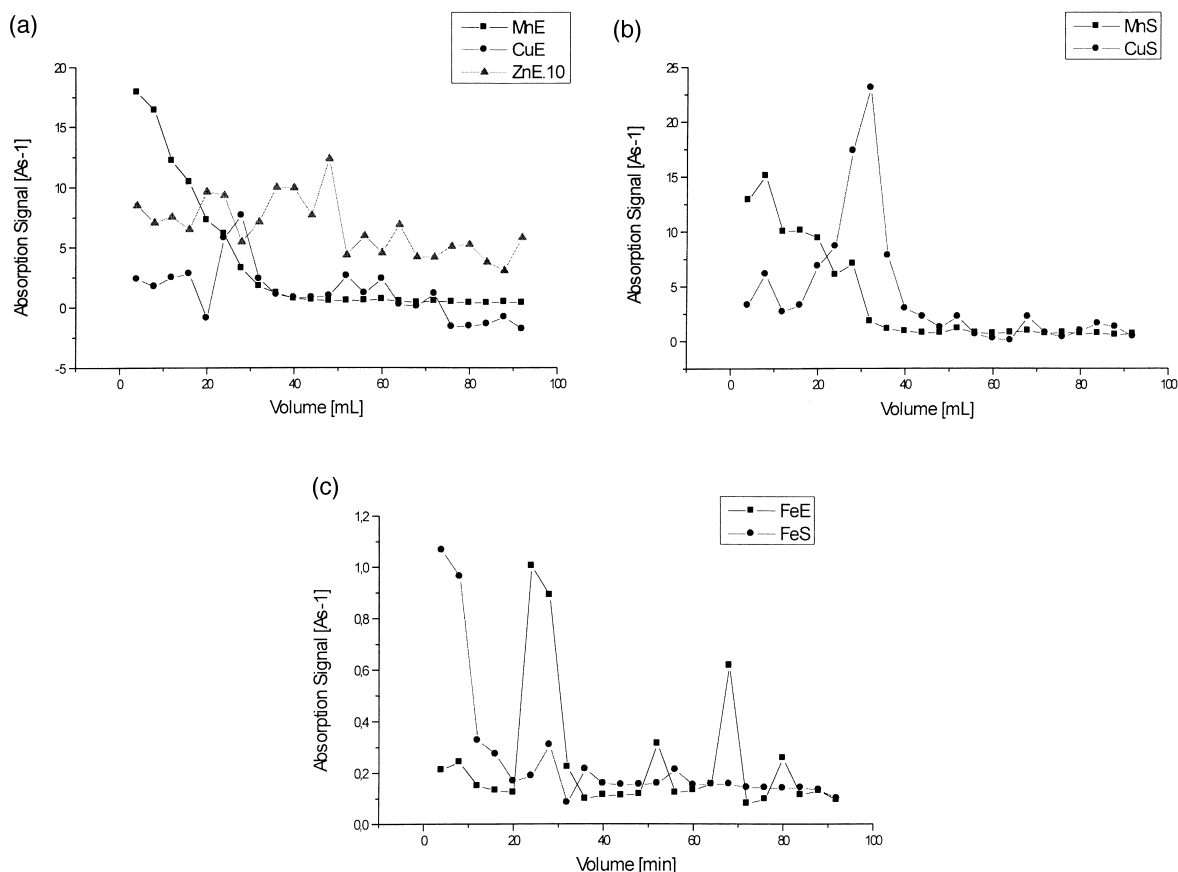 (a)
MnE
CuE
ZnE.10
20
15
10
5
0
-5
0
20
40
60
80
100
Absorption Signal [As-1]
Volume [mL]
(b)
MnS
CuS
25
20
15
10
5
0
0
20
40
60
80
100
Absorption Signal [As-1]
Volume [mL]
(c)
FeE
FeS
1,2
1,0
0,8
0,6
0,4
0,2
0,0
0
20
40
60
80
100
Absorption Signal [As-1]
Volume [min]